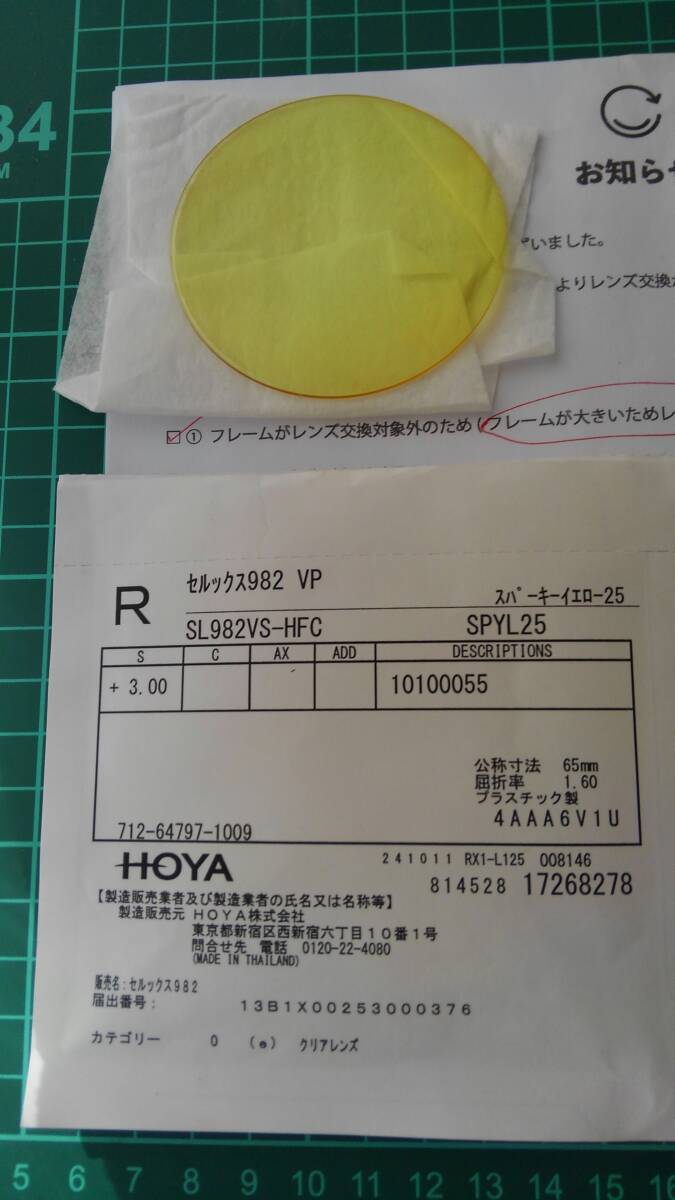 34
お知らせ
いました。
よりレンズ交換
☑ ① フレームがレンズ交換対象外のため(フレームが大きいためレ
R
ｾﾙｯｸｽ982 VP
ｽﾊﾟｰｷｰｲｴﾛｰ25
SL982VS-HFC
SPYL25
S C AX ADD DESCRIPTIONS
+ 3.00 10100055
公称寸法 65mm
屈折率 1.60
プラスチック製
4AAA6V1U
712-64797-1009
HOYA
241011 RX1-L125 008146
814528 17268278
【製造販売業者及び製造業者の氏名又は名称等】
製造販売元 ＨＯＹＡ株式会社
東京都新宿区西新宿六丁目１０番１号
問合せ先 電話 0120-22-4080
(MADE IN THAILAND)
販売名:ｾﾙｯｸｽ982
届出番号: 13B1X00253000376
カテゴリー 0 (e) ｸﾘｱﾚﾝｽﾞ
5 6 7 8 9 10 11 12 13 14 15 16